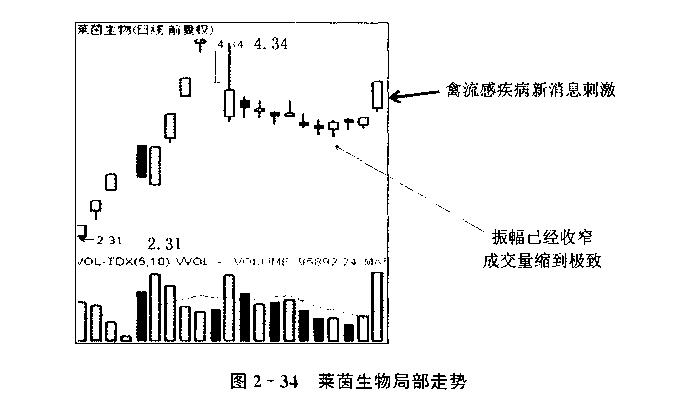 莱茵生物(日线 前复权)
4.34 4.34
禽流感疾病新消息刺激
2.31 2.31
振幅已经收窄
成交量缩到极致
VOL-TDX(5,10) VVOL - VOLUME 95892.24 MA5
图 2-34 莱茵生物局部走势